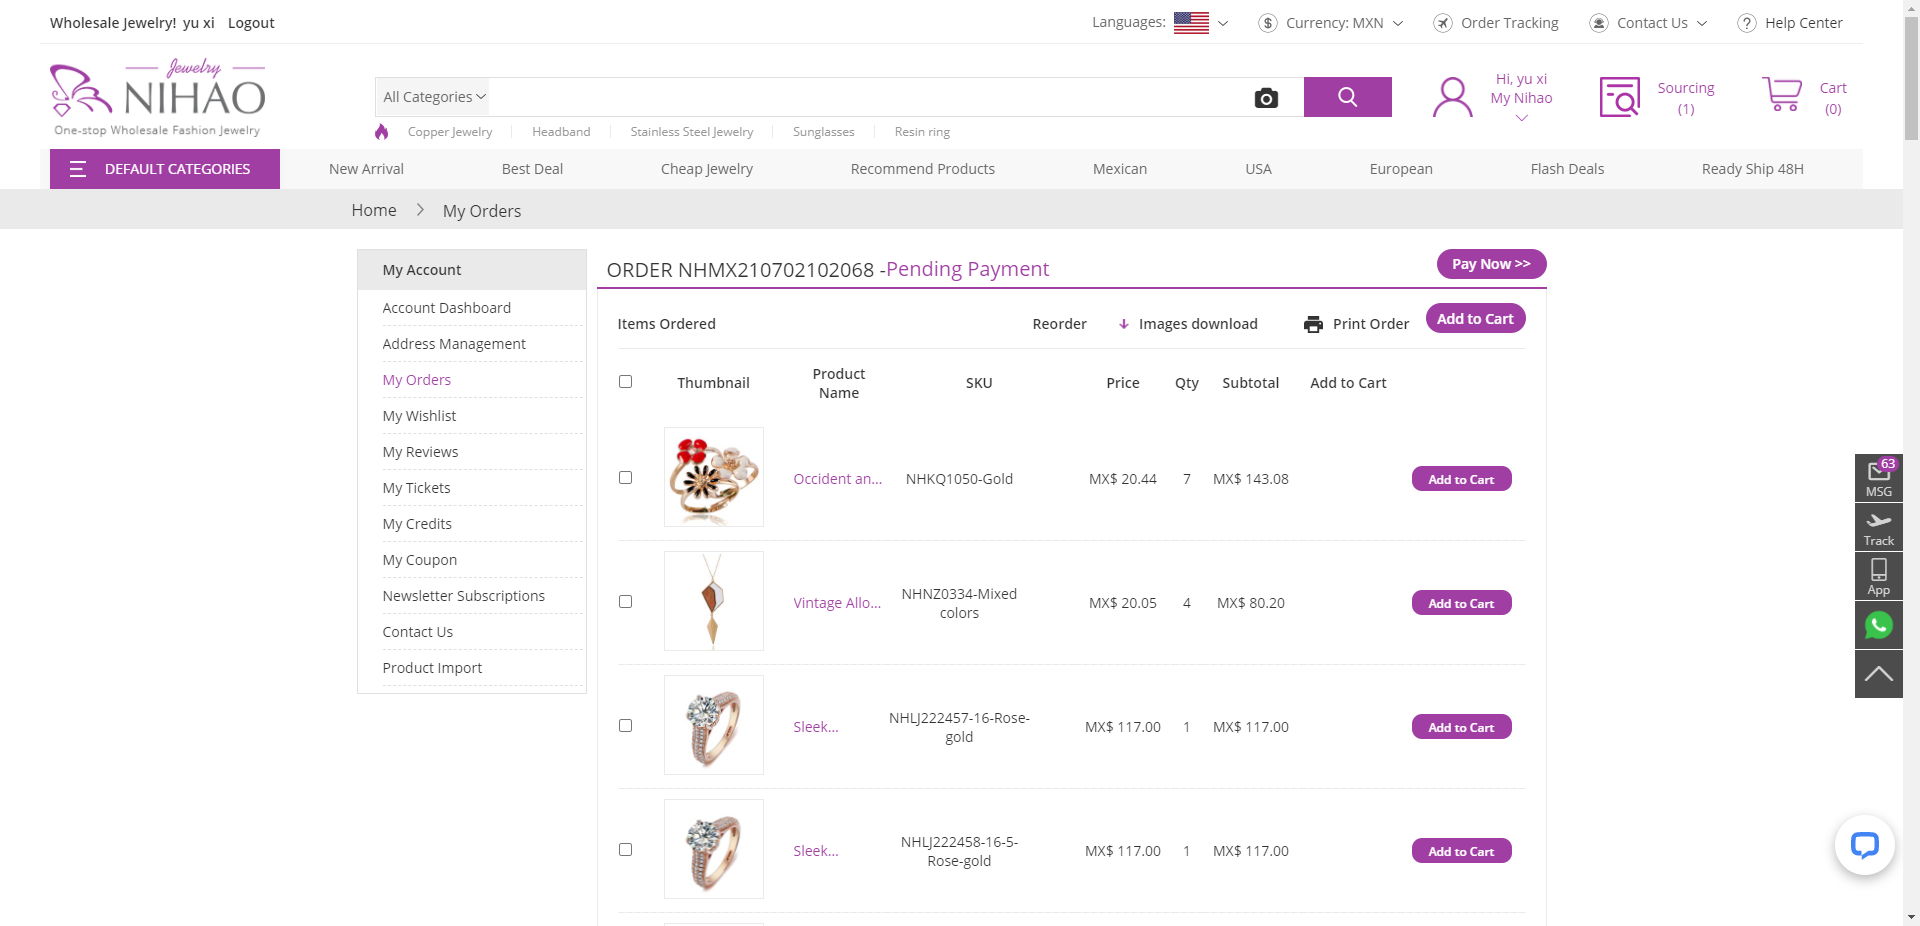 Wholesale Jewelry! yu xi Logout
Languages: Currency: MXN Order Tracking Contact Us Help Center
Jewelry
NIHAO
One-stop Wholesale Fashion Jewelry
All Categories
Hi, yu xi
My Nihao
Sourcing
(1)
Cart
(0)
Copper Jewelry Headband Stainless Steel Jewelry Sunglasses Resin ring
DEFAULT CATEGORIES New Arrival Best Deal Cheap Jewelry Recommend Products Mexican USA European Flash Deals Ready Ship 48H
Home My Orders
My Account
Account Dashboard
Address Management
My Orders
My Wishlist
My Reviews
My Tickets
My Credits
My Coupon
Newsletter Subscriptions
Contact Us
Product Import
ORDER NHMX210702102068 -Pending Payment Pay Now >>
Items Ordered Reorder Images download Print Order Add to Cart
Thumbnail Product Name SKU Price Qty Subtotal Add to Cart
Occident an... NHKQ1050-Gold MX$ 20.44 7 MX$ 143.08 Add to Cart
Vintage Allo... NHNZ0334-Mixed colors MX$ 20.05 4 MX$ 80.20 Add to Cart
Sleek... NHLJ222457-16-Rose-gold MX$ 117.00 1 MX$ 117.00 Add to Cart
Sleek... NHLJ222458-16-5-Rose-gold MX$ 117.00 1 MX$ 117.00 Add to Cart
63
MSG
Track
App